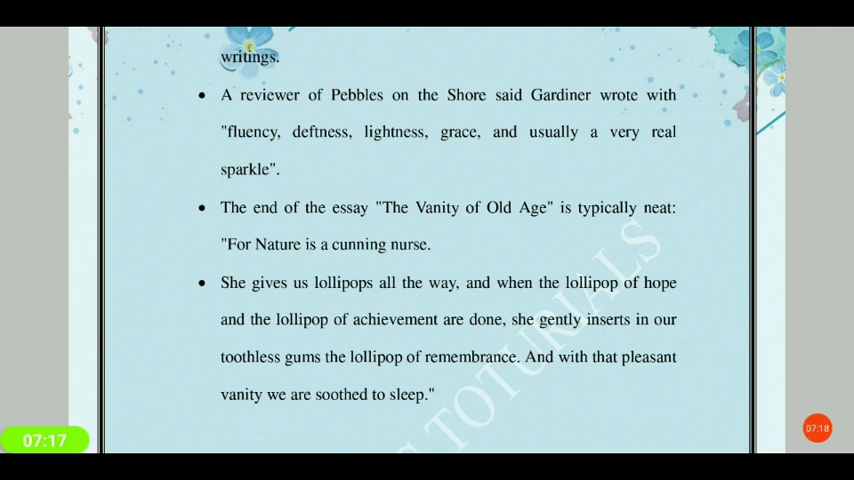 writings.
• A reviewer of Pebbles on the Shore said Gardiner wrote with
"fluency, deftness, lightness, grace, and usually a very real
sparkle".
• The end of the essay "The Vanity of Old Age" is typically neat:
"For Nature is a cunning nurse.
• She gives us lollipops all the way, and when the lollipop of hope
and the lollipop of achievement are done, she gently inserts in our
toothless gums the lollipop of remembrance. And with that pleasant
vanity we are soothed to sleep."
S TOTURIALS
07:17
07:18